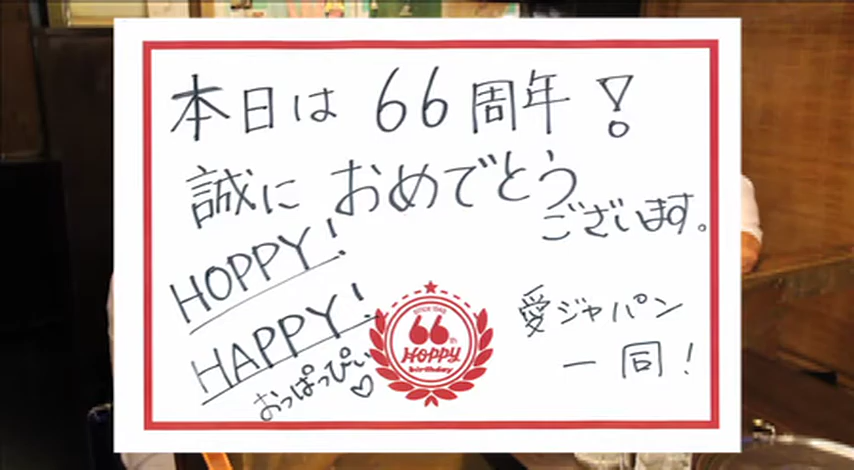 本日は 66周年!
誠に おめでとう
ございます。
HOPPY!
HAPPY!
おっぱっぴぃ♡
SINCE 1948
66th
HOPPY
birthday
愛ジャパン
一同!